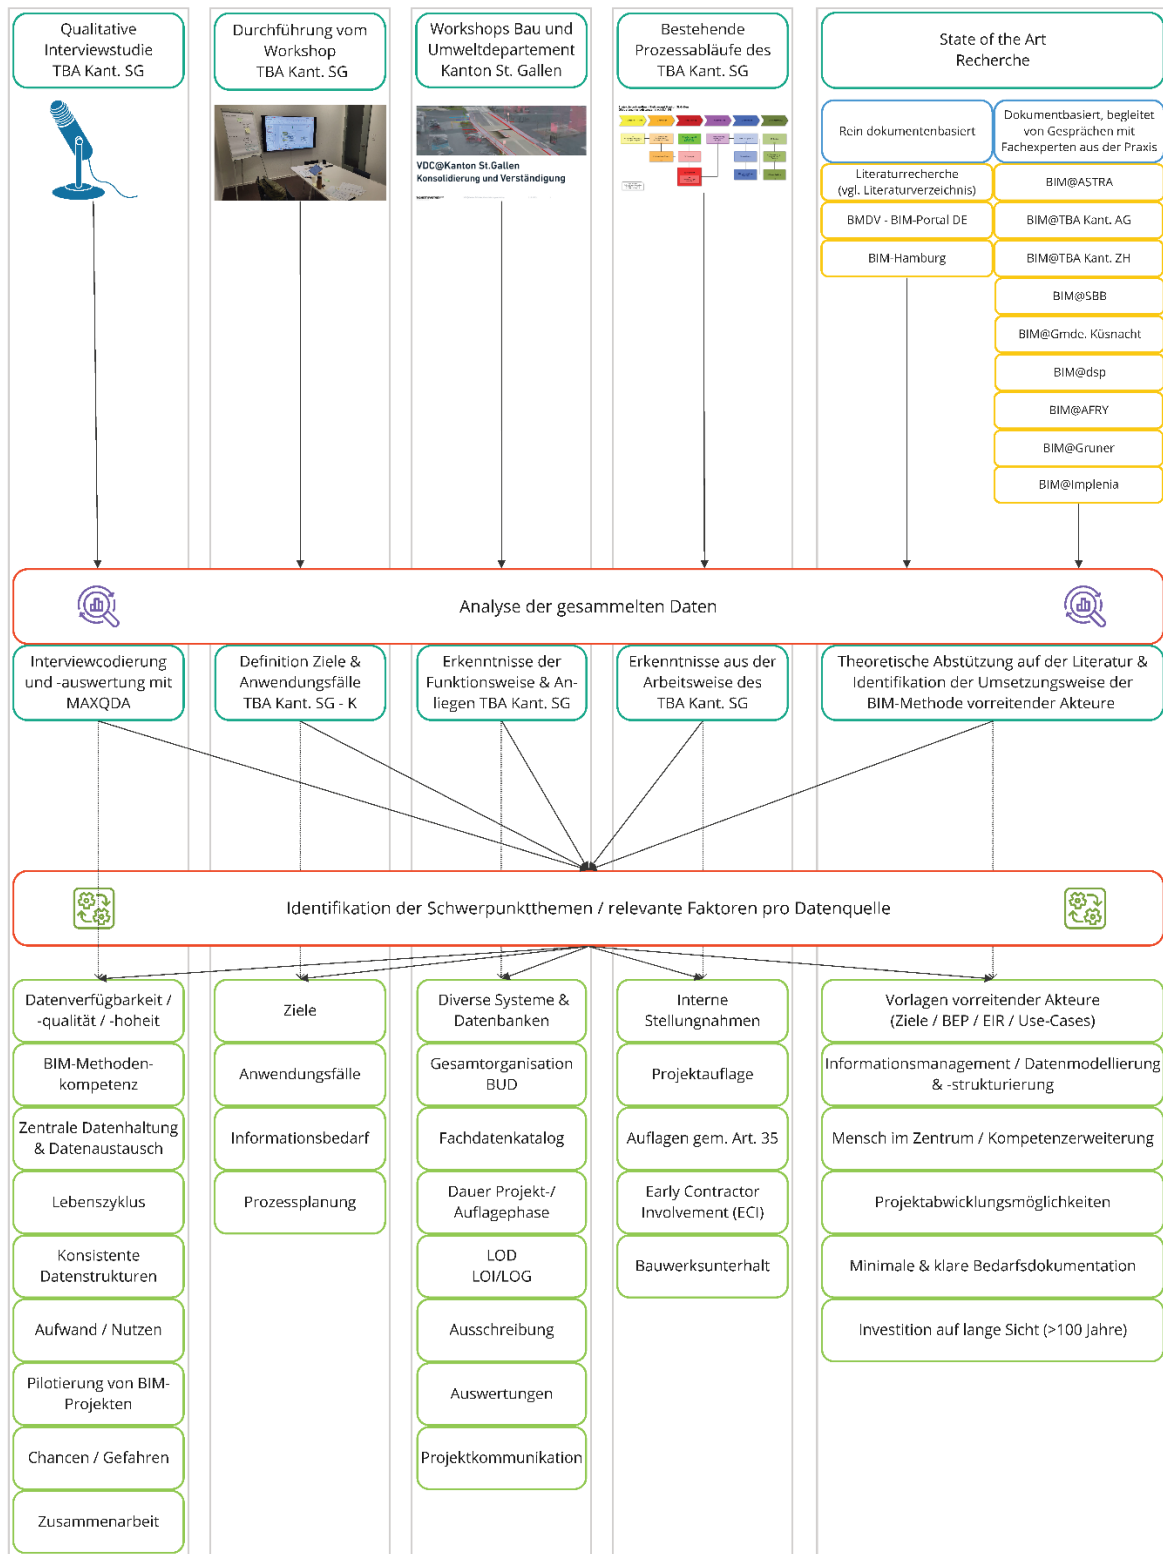 Qualitative
Interviewstudie
TBA Kant. SG
Durchführung vom
Workshop
TBA Kant. SG
Workshops Bau und
Umweltdepartement
Kanton St. Gallen
Bestehende
Prozessabläufe des
TBA Kant. SG
State of the Art
Recherche
VDC@Kanton St.Gallen
Konsolidierung und Verständigung
Rein dokumentenbasiert
Dokumentbasiert, begleitet
von Gesprächen mit
Fachexperten aus der Praxis
Literaturrecherche
(vgl. Literaturverzeichnis)
BMDV - BIM-Portal DE
BIM-Hamburg
BIM@ASTRA
BIM@TBA Kant. AG
BIM@TBA Kant. ZH
BIM@SBB
BIM@Gmde. Küsnacht
BIM@dsp
BIM@AFRY
BIM@Gruner
BIM@Implenia
Analyse der gesammelten Daten
Interviewcodierung
und -auswertung mit
MAXQDA
Definition Ziele &
Anwendungsfälle
TBA Kant. SG - K
Erkenntnisse der
Funktionsweise & An-
liegen TBA Kant. SG
Erkenntnisse aus der
Arbeitsweise des
TBA Kant. SG
Theoretische Abstützung auf der Literatur &
Identifikation der Umsetzungsweise der
BIM-Methode vorreitender Akteure
Identifikation der Schwerpunktthemen / relevante Faktoren pro Datenquelle
Datenverfügbarkeit /
-qualität / -hoheit
BIM-Methoden-
kompetenz
Zentrale Datenhaltung
& Datenaustausch
Lebenszyklus
Konsistente
Datenstrukturen
Aufwand / Nutzen
Pilotierung von BIM-
Projekten
Chancen / Gefahren
Zusammenarbeit
Ziele
Anwendungsfälle
Informationsbedarf
Prozessplanung
Diverse Systeme &
Datenbanken
Gesamtorganisation
BUD
Fachdatenkatalog
Dauer Projekt-/
Auflagephase
LOD
LOI/LOG
Ausschreibung
Auswertungen
Projektkommunikation
Interne
Stellungnahmen
Projektauflage
Auflagen gem. Art. 35
Early Contractor
Involvement (ECI)
Bauwerksunterhalt
Vorlagen vorreitender Akteure
(Ziele / BEP / EIR / Use-Cases)
Informationsmanagement / Datenmodellierung
& -strukturierung
Mensch im Zentrum / Kompetenzerweiterung
Projektabwicklungsmöglichkeiten
Minimale & klare Bedarfsdokumentation
Investition auf lange Sicht (>100 Jahre)